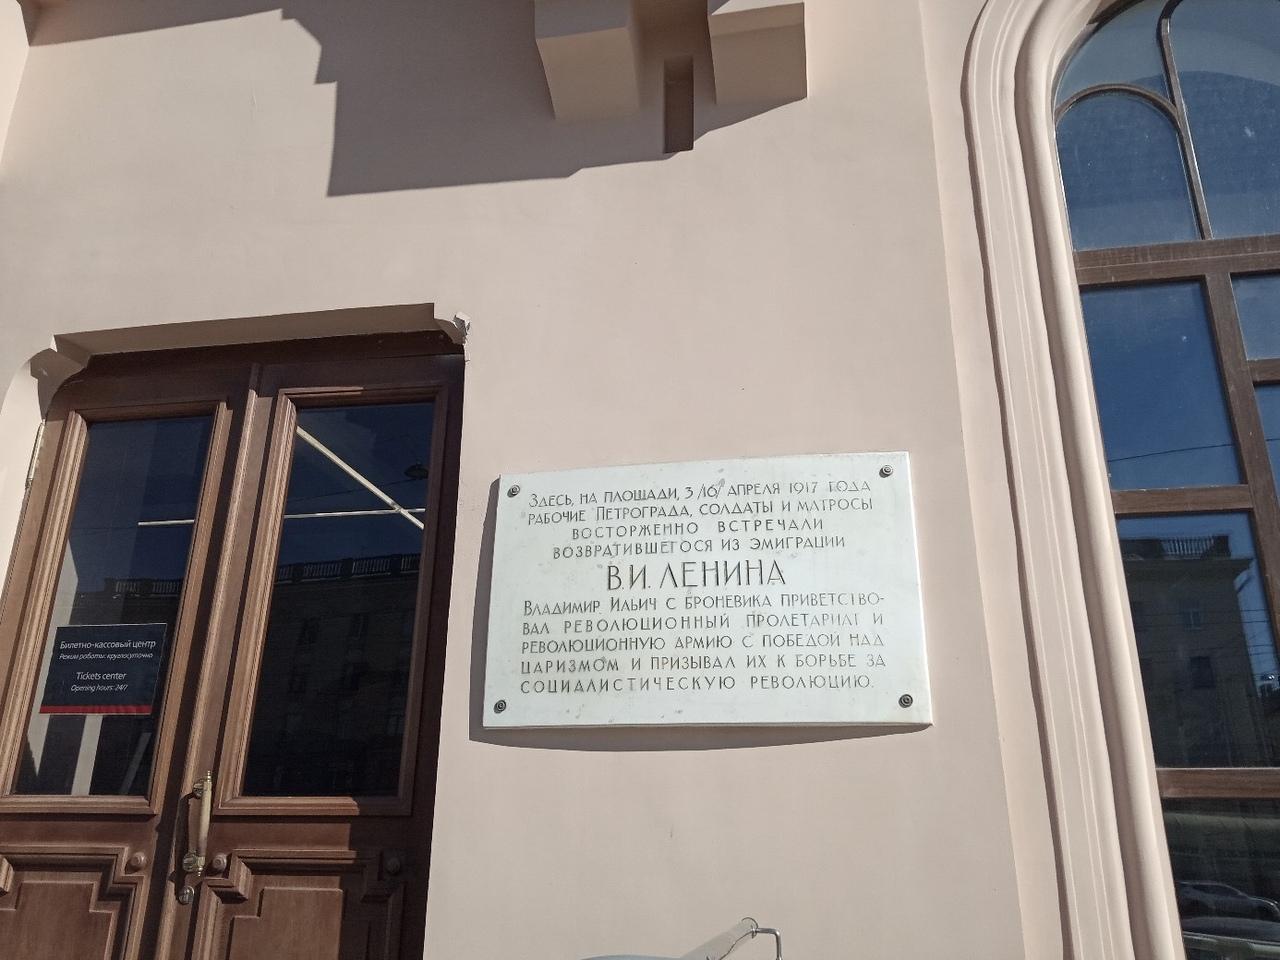 Здесь, на площади, 3 /16/ апреля 1917 года
рабочие Петрограда, солдаты и матросы
восторженно встречали
возвратившегося из эмиграции
В.И. ЛЕНИНА
Владимир Ильич с броневика приветство-
вал революционный пролетариат и
революционную армию с победой над
царизмом и призывал их к борьбе за
социалистическую революцию.
Билетно-кассовый центр
Режим работы: круглосуточно
Tickets center
Opening hours: 24/7